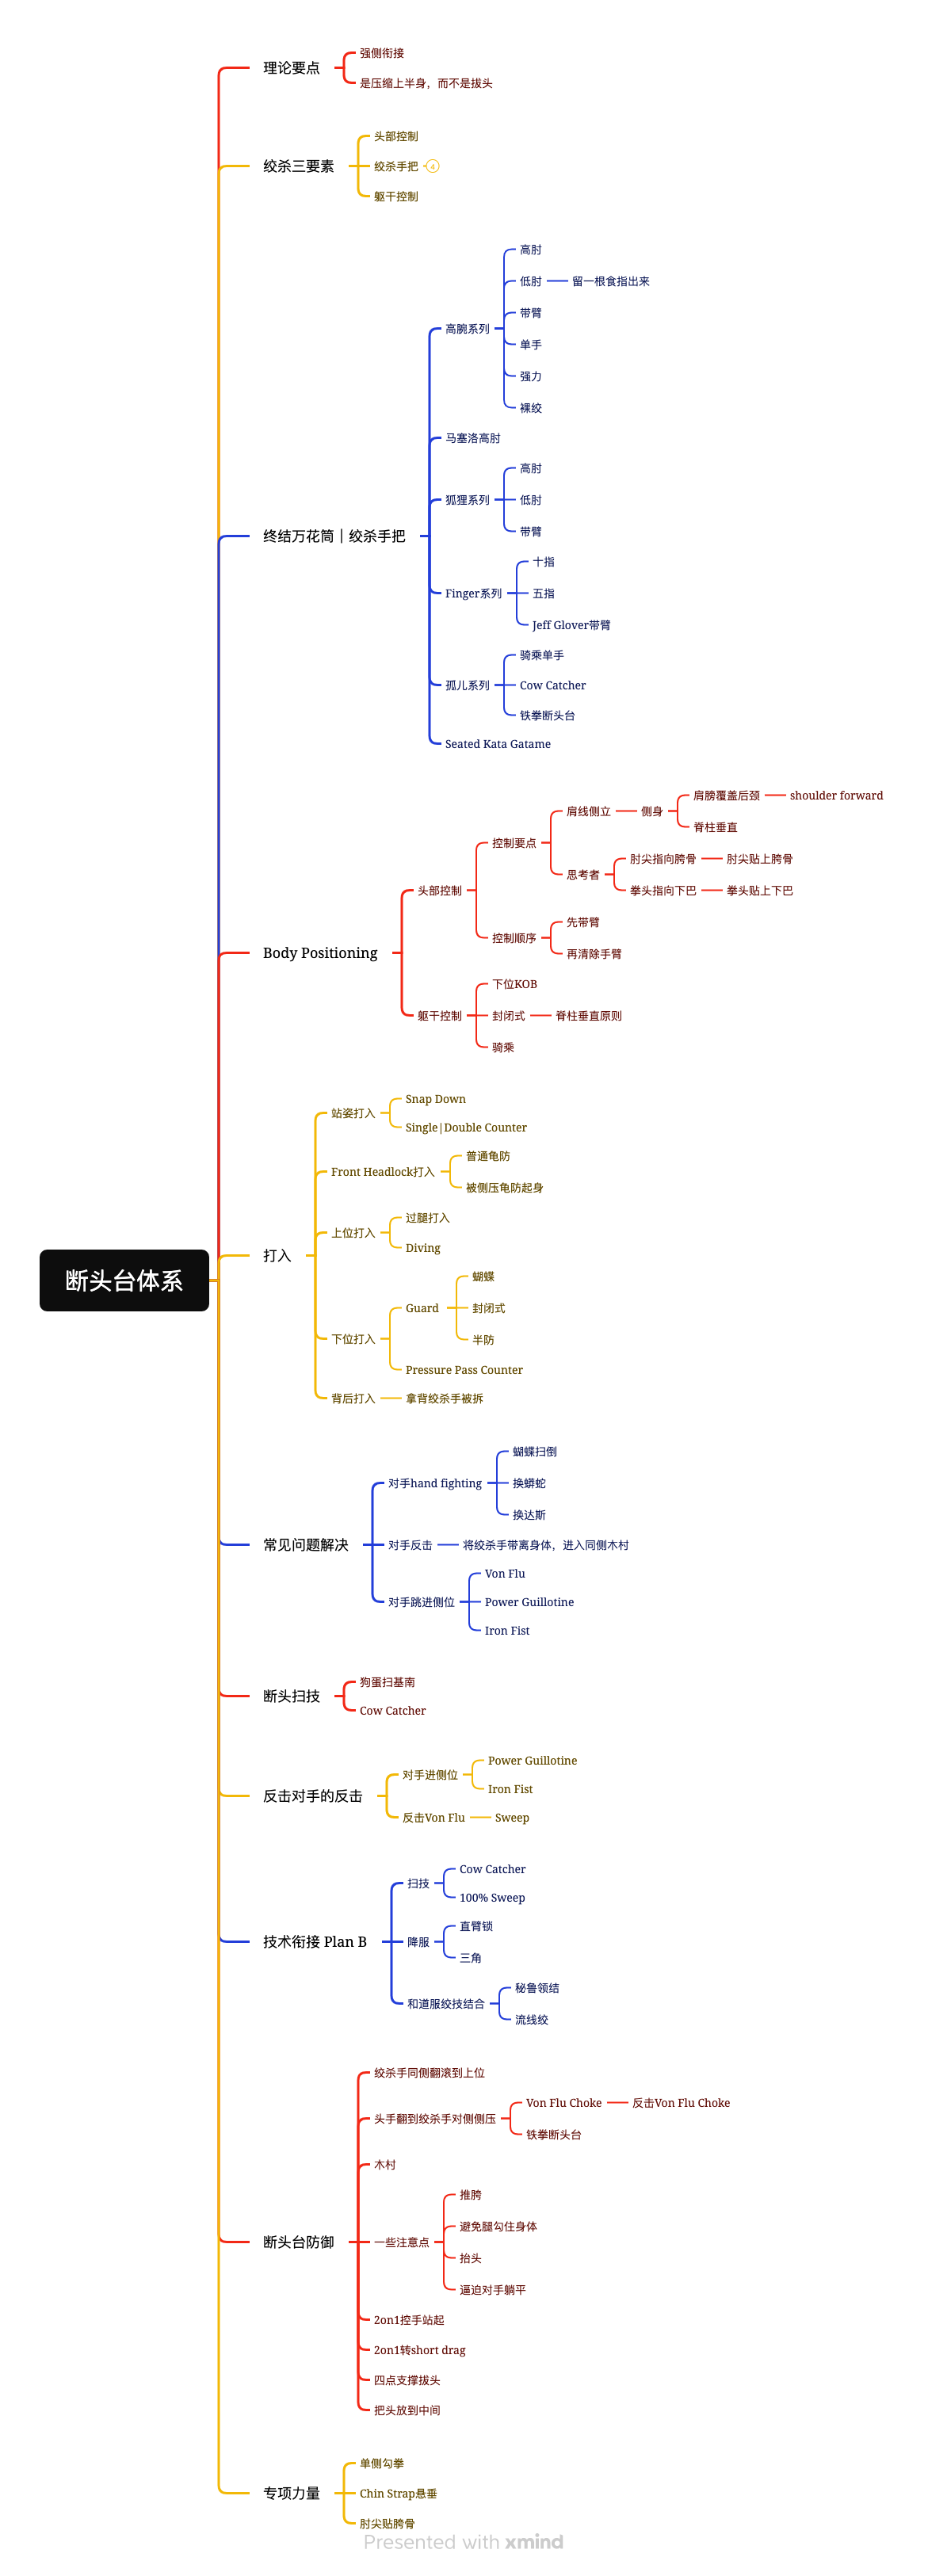 断头台体系
理论要点
强侧衔接
是压缩上半身，而不是拔头
绞杀三要素
头部控制
绞杀手把
4
躯干控制
终结万花筒｜绞杀手把
高腕系列
高肘
低肘
留一根食指出来
带臂
单手
强力
裸绞
马塞洛高肘
狐狸系列
高肘
低肘
带臂
Finger系列
十指
五指
Jeff Glover带臂
孤儿系列
骑乘单手
Cow Catcher
铁拳断头台
Seated Kata Gatame
Body Positioning
头部控制
控制要点
肩线侧立
侧身
肩膀覆盖后颈
shoulder forward
脊柱垂直
思考者
肘尖指向胯骨
肘尖贴上胯骨
拳头指向下巴
拳头贴上下巴
控制顺序
先带臂
再清除手臂
躯干控制
下位KOB
封闭式
脊柱垂直原则
骑乘
打入
站姿打入
Snap Down
Single|Double Counter
Front Headlock打入
普通龟防
被侧压龟防起身
上位打入
过腿打入
Diving
下位打入
Guard
蝴蝶
封闭式
半防
Pressure Pass Counter
背后打入
拿背绞杀手被拆
常见问题解决
对手hand fighting
蝴蝶扫倒
换蟒蛇
换达斯
对手反击
将绞杀手带离身体，进入同侧木村
对手跳进侧位
Von Flu
Power Guillotine
Iron Fist
断头扫技
狗蛋扫基南
Cow Catcher
反击对手的反击
对手进侧位
Power Guillotine
Iron Fist
反击Von Flu
Sweep
技术衔接 Plan B
扫技
Cow Catcher
100% Sweep
降服
直臂锁
三角
和道服绞技结合
秘鲁领结
流线绞
断头台防御
绞杀手同侧翻滚到上位
头手翻到绞杀手对侧侧压
Von Flu Choke
反击Von Flu Choke
铁拳断头台
木村
一些注意点
推胯
避免腿勾住身体
抬头
逼迫对手躺平
2on1控手站起
2on1转short drag
四点支撑拔头
把头放到中间
专项力量
单侧勾拳
Chin Strap悬垂
肘尖贴胯骨
Presented with xmind